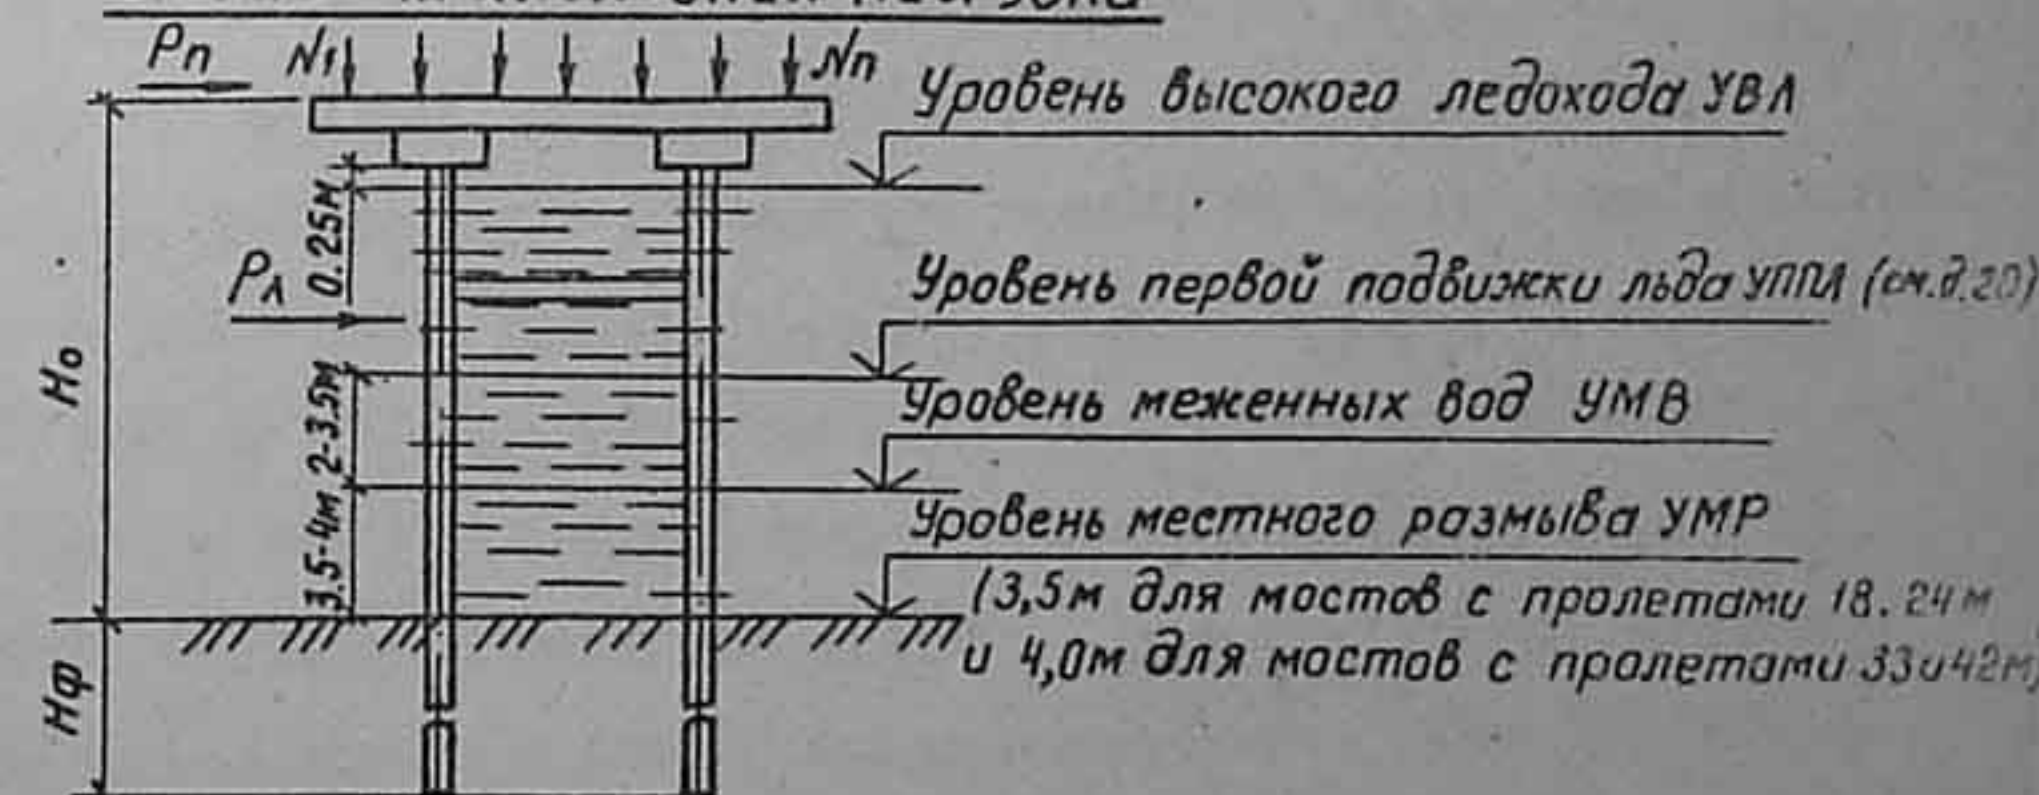 Pп N1 Nп
Уровень высокого ледохода УВЛ
0.25м
Pл
Уровень первой подвижки льда УППЛ (см.д.20)
Hо
2-3.5м
Уровень меженных вод УМВ
3.5-4м
Уровень местного размыва УМР
(3,5м для мостов с пролетами 18.24м
и 4,0м для мостов с пролетами 33и42м)
Hф